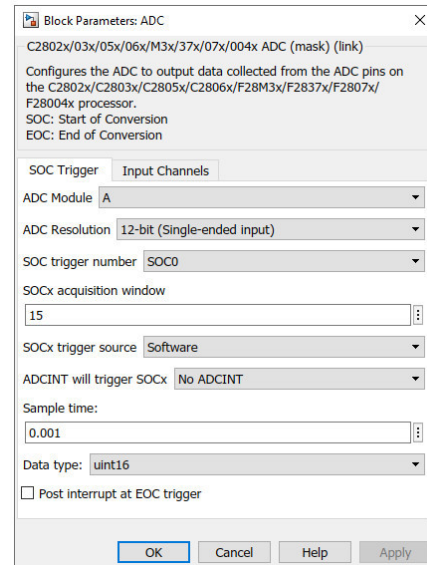 Block Parameters: ADC
C2802x/03x/05x/06x/M3x/37x/07x/004x ADC (mask) (link)
Configures the ADC to output data collected from the ADC pins on
the C2802x/C2803x/C2805x/C2806x/F28M3x/F2837x/F2807x/
F28004x processor.
SOC: Start of Conversion
EOC: End of Conversion
SOC Trigger Input Channels
ADC Module A
ADC Resolution 12-bit (Single-ended input)
SOC trigger number SOC0
SOCx acquisition window
15
SOCx trigger source Software
ADCINT will trigger SOCx No ADCINT
Sample time:
0.001
Data type: uint16
Post interrupt at EOC trigger
OK Cancel Help Apply